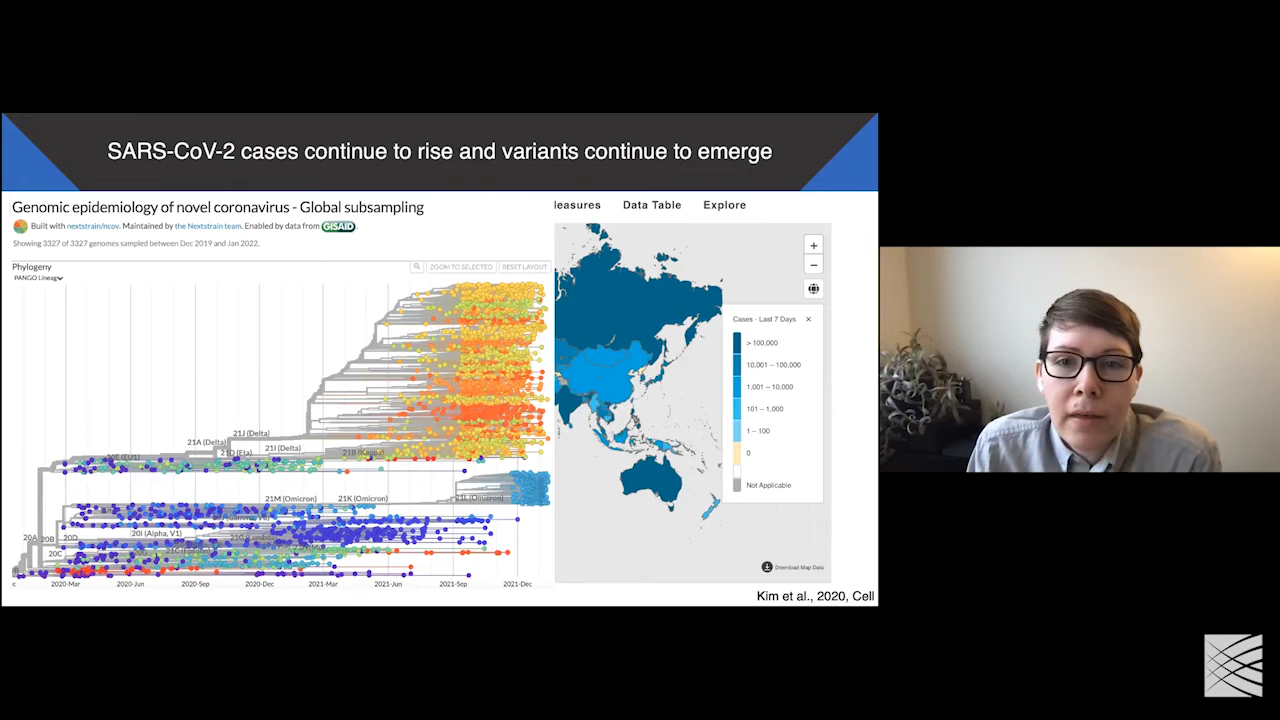 SARS-CoV-2 cases continue to rise and variants continue to emerge
Genomic epidemiology of novel coronavirus - Global subsampling
Built with nextstrain/ncov. Maintained by the Nextstrain team. Enabled by data from GISAID.
Showing 3327 of 3327 genomes sampled between Dec 2019 and Jan 2022.
Phylogeny
ZOOM TO SELECTED
RESET LAYOUT
PANGO Lineage
21J (Delta)
21A (Delta)
21I (Delta)
21D (Eta)
21B (Kappa)
20E (EU1)
21M (Omicron)
21K (Omicron)
21L (Omicron)
20I (Alpha, V1)
20A
20B
20D
20C
2020-Mar
2020-Jun
2020-Sep
2020-Dec
2021-Mar
2021-Jun
2021-Sep
2021-Dec
leasures
Data Table
Explore
+
−
Cases - Last 7 Days ×
> 100,000
10,001 – 100,000
1,001 – 10,000
101 – 1,000
1 – 100
0
Not Applicable
Download Map Data
Kim et al., 2020, Cell